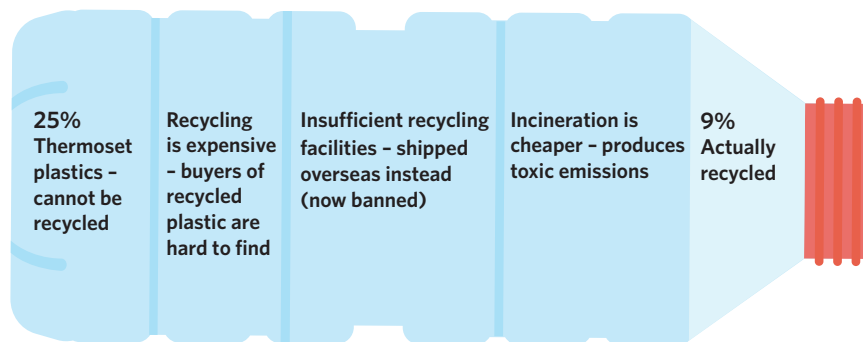 25%
Thermoset
plastics –
cannot be
recycled
Recycling
is expensive
– buyers of
recycled
plastic are
hard to find
Insufficient recycling
facilities – shipped
overseas instead
(now banned)
Incineration is
cheaper – produces
toxic emissions
9%
Actually
recycled